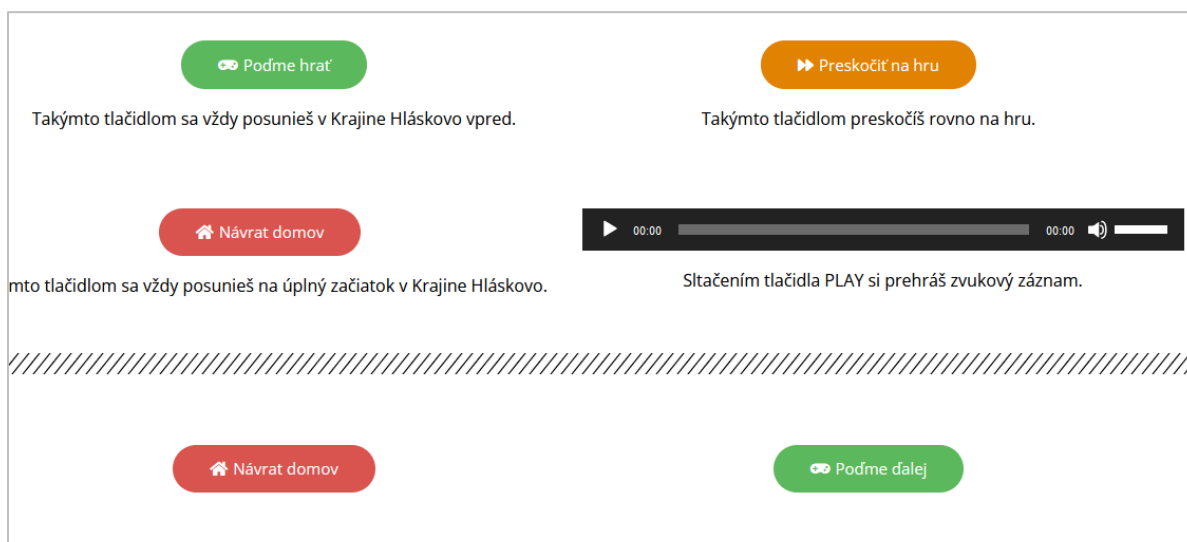 Poďme hrať
Preskočiť na hru
Takýmto tlačidlom sa vždy posunieš v Krajine Hláskovo vpred.
Takýmto tlačidlom preskočíš rovno na hru.
Návrat domov
00:00 00:00
mto tlačidlom sa vždy posunieš na úplný začiatok v Krajine Hláskovo.
Sltačením tlačidla PLAY si prehráš zvukový záznam.
Návrat domov
Poďme ďalej